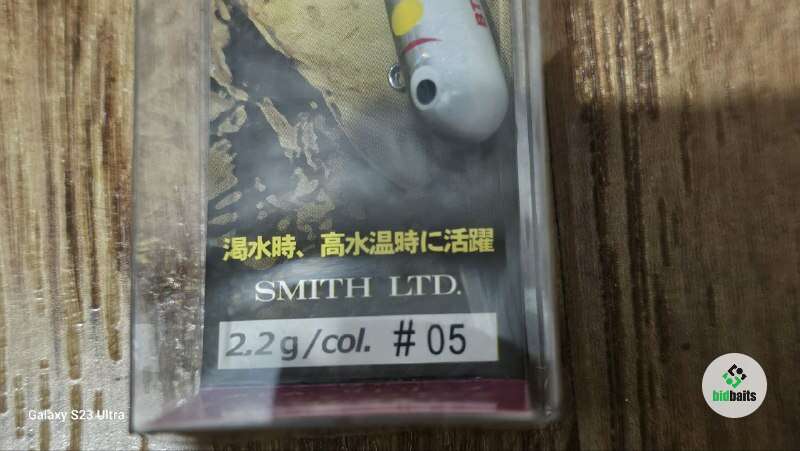 渇水時、高水温時に活躍
SMITH LTD.
2.2g/col. #05
Galaxy S23 Ultra
bidbaits